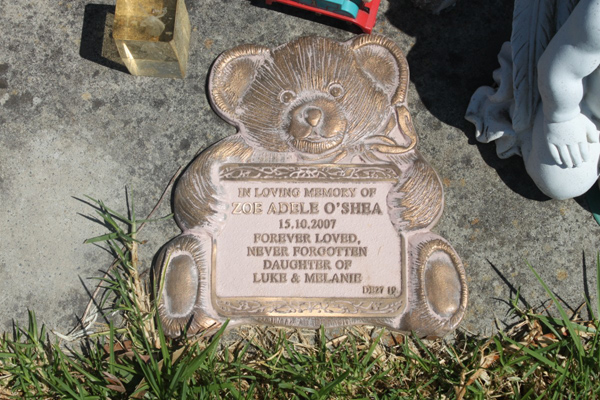 IN LOVING MEMORY OF
ZOE ADELE O'SHEA
15.10.2007
FOREVER LOVED,
NEVER FORGOTTEN
DAUGHTER OF
LUKE & MELANIE